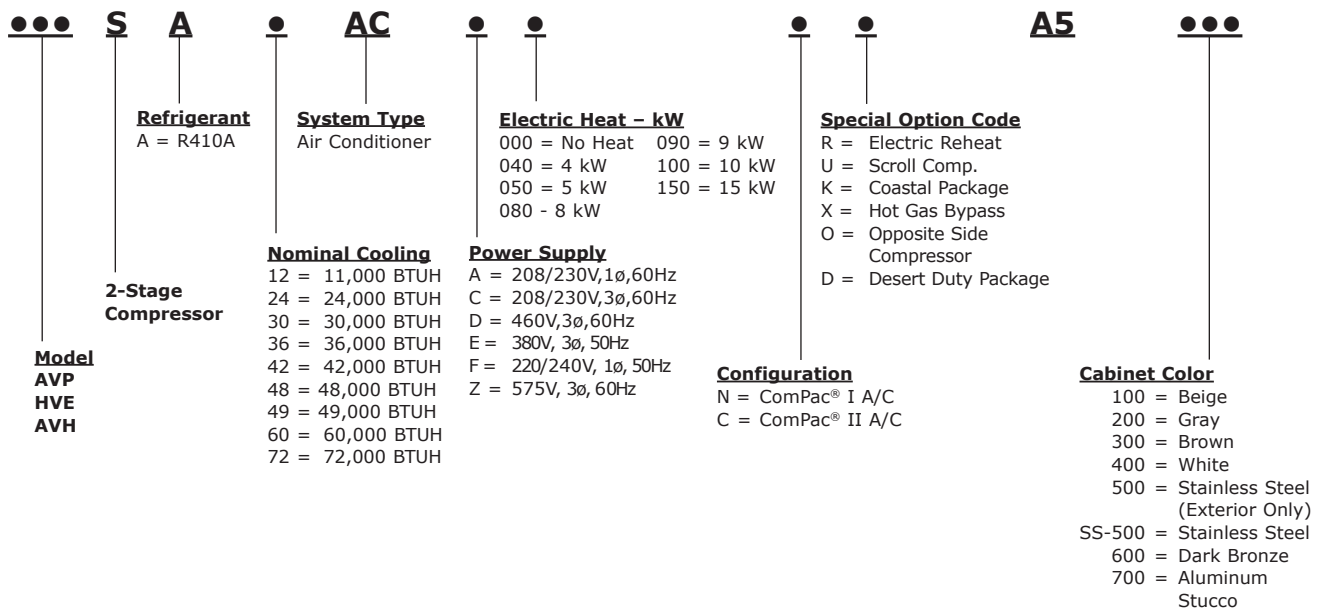 ●●● S A ● AC ● ● ● ● A5 ●●●
Refrigerant
A = R410A
System Type
Air Conditioner
Electric Heat – kW
000 = No Heat 090 = 9 kW
040 = 4 kW 100 = 10 kW
050 = 5 kW 150 = 15 kW
080 - 8 kW
Special Option Code
R = Electric Reheat
U = Scroll Comp.
K = Coastal Package
X = Hot Gas Bypass
O = Opposite Side
Compressor
D = Desert Duty Package
2-Stage
Compressor
Nominal Cooling
12 = 11,000 BTUH
24 = 24,000 BTUH
30 = 30,000 BTUH
36 = 36,000 BTUH
42 = 42,000 BTUH
48 = 48,000 BTUH
49 = 49,000 BTUH
60 = 60,000 BTUH
72 = 72,000 BTUH
Power Supply
A = 208/230V,1ø,60Hz
C = 208/230V,3ø,60Hz
D = 460V,3ø,60Hz
E = 380V, 3ø, 50Hz
F = 220/240V, 1ø, 50Hz
Z = 575V, 3ø, 60Hz
Model
AVP
HVE
AVH
Configuration
N = ComPac® I A/C
C = ComPac® II A/C
Cabinet Color
100 = Beige
200 = Gray
300 = Brown
400 = White
500 = Stainless Steel
(Exterior Only)
SS-500 = Stainless Steel
600 = Dark Bronze
700 = Aluminum
Stucco